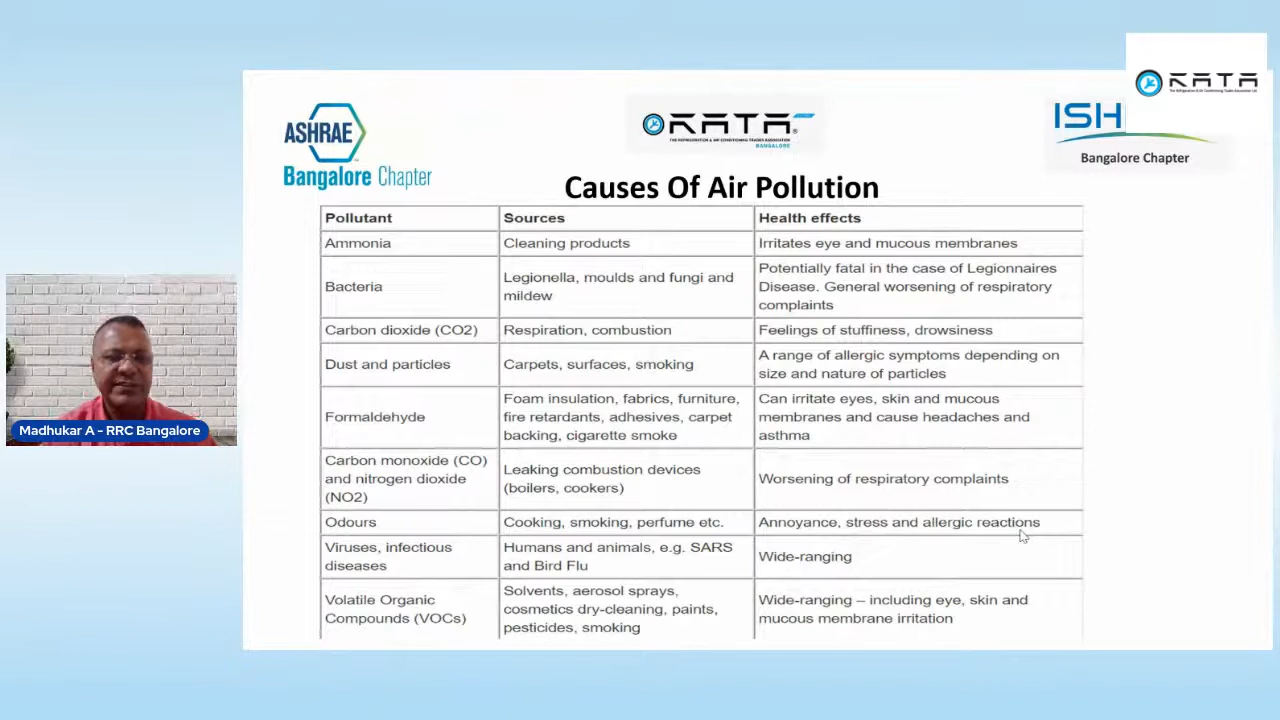 ASHRAE
Bangalore Chapter
RATA
THE REFRIGERATION & AIR CONDITIONING TRADES ASSOCIATION
BANGALORE
RATA
ISH
Bangalore Chapter
Causes Of Air Pollution
Pollutant Sources Health effects
Ammonia Cleaning products Irritates eye and mucous membranes
Bacteria
Legionella, moulds and fungi and
mildew
Potentially fatal in the case of Legionnaires
Disease. General worsening of respiratory
complaints
Carbon dioxide (CO2) Respiration, combustion Feelings of stuffiness, drowsiness
Dust and particles Carpets, surfaces, smoking
A range of allergic symptoms depending on
size and nature of particles
Formaldehyde
Foam insulation, fabrics, furniture,
fire retardants, adhesives, carpet
backing, cigarette smoke
Can irritate eyes, skin and mucous
membranes and cause headaches and
asthma
Carbon monoxide (CO)
and nitrogen dioxide
(NO2)
Leaking combustion devices
(boilers, cookers)
Worsening of respiratory complaints
Odours Cooking, smoking, perfume etc. Annoyance, stress and allergic reactions
Viruses, infectious
diseases
Humans and animals, e.g. SARS
and Bird Flu
Wide-ranging
Volatile Organic
Compounds (VOCs)
Solvents, aerosol sprays,
cosmetics dry-cleaning, paints,
pesticides, smoking
Wide-ranging – including eye, skin and
mucous membrane irritation
Madhukar A - RRC Bangalore